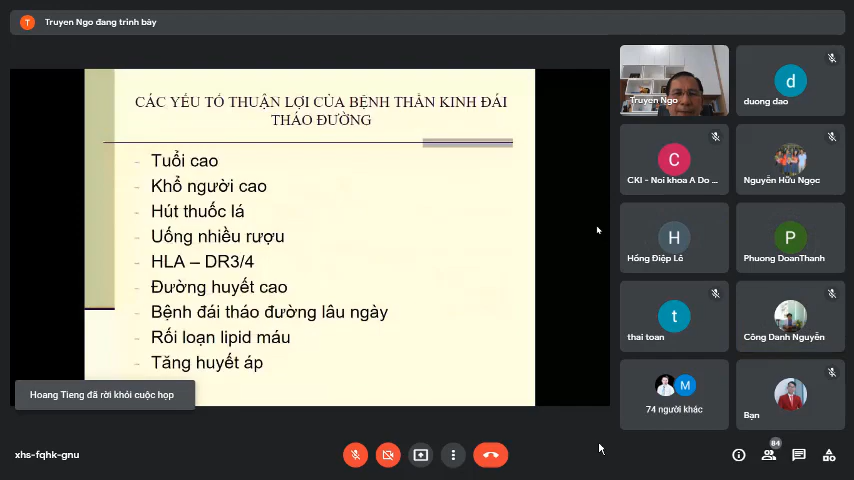 T
Truyen Ngo đang trình bày
CÁC YẾU TỐ THUẬN LỢI CỦA BỆNH THẦN KINH ĐÁI
THÁO ĐƯỜNG
- Tuổi cao
- Khổ người cao
- Hút thuốc lá
- Uống nhiều rượu
- HLA – DR3/4
- Đường huyết cao
- Bệnh đái tháo đường lâu ngày
- Rối loạn lipid máu
- Tăng huyết áp
Hoang Tieng đã rời khỏi cuộc họp
Truyen Ngo
d
duong dao
C
CKI - Noi khoa A Do ...
Nguyễn Hữu Ngọc
H
Hồng Điệp Lê
P
Phuong DoanThanh
t
thai toan
Công Danh Nguyễn
M
74 người khác
Bạn
xhs-fqhk-gnu
84